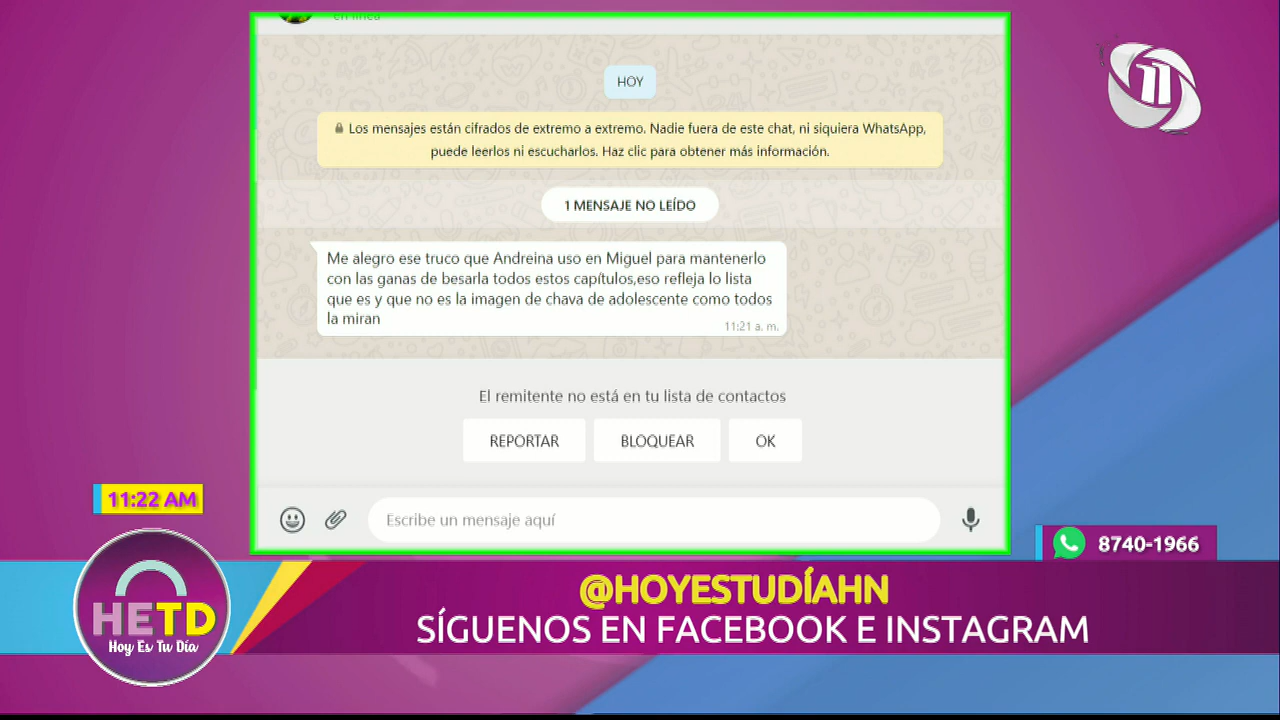 en línea
11
HOY
Los mensajes están cifrados de extremo a extremo. Nadie fuera de este chat, ni siquiera WhatsApp,
puede leerlos ni escucharlos. Haz clic para obtener más información.
1 MENSAJE NO LEÍDO
Me alegro ese truco que Andreina uso en Miguel para mantenerlo
con las ganas de besarla todos estos capítulos,eso refleja lo lista
que es y que no es la imagen de chava de adolescente como todos
la miran
11:21 a. m.
El remitente no está en tu lista de contactos
REPORTAR BLOQUEAR OK
Escribe un mensaje aquí
11:22 AM
8740-1966
HETD
Hoy Es Tu Día
@HOYESTUDÍAHN
SÍGUENOS EN FACEBOOK E INSTAGRAM